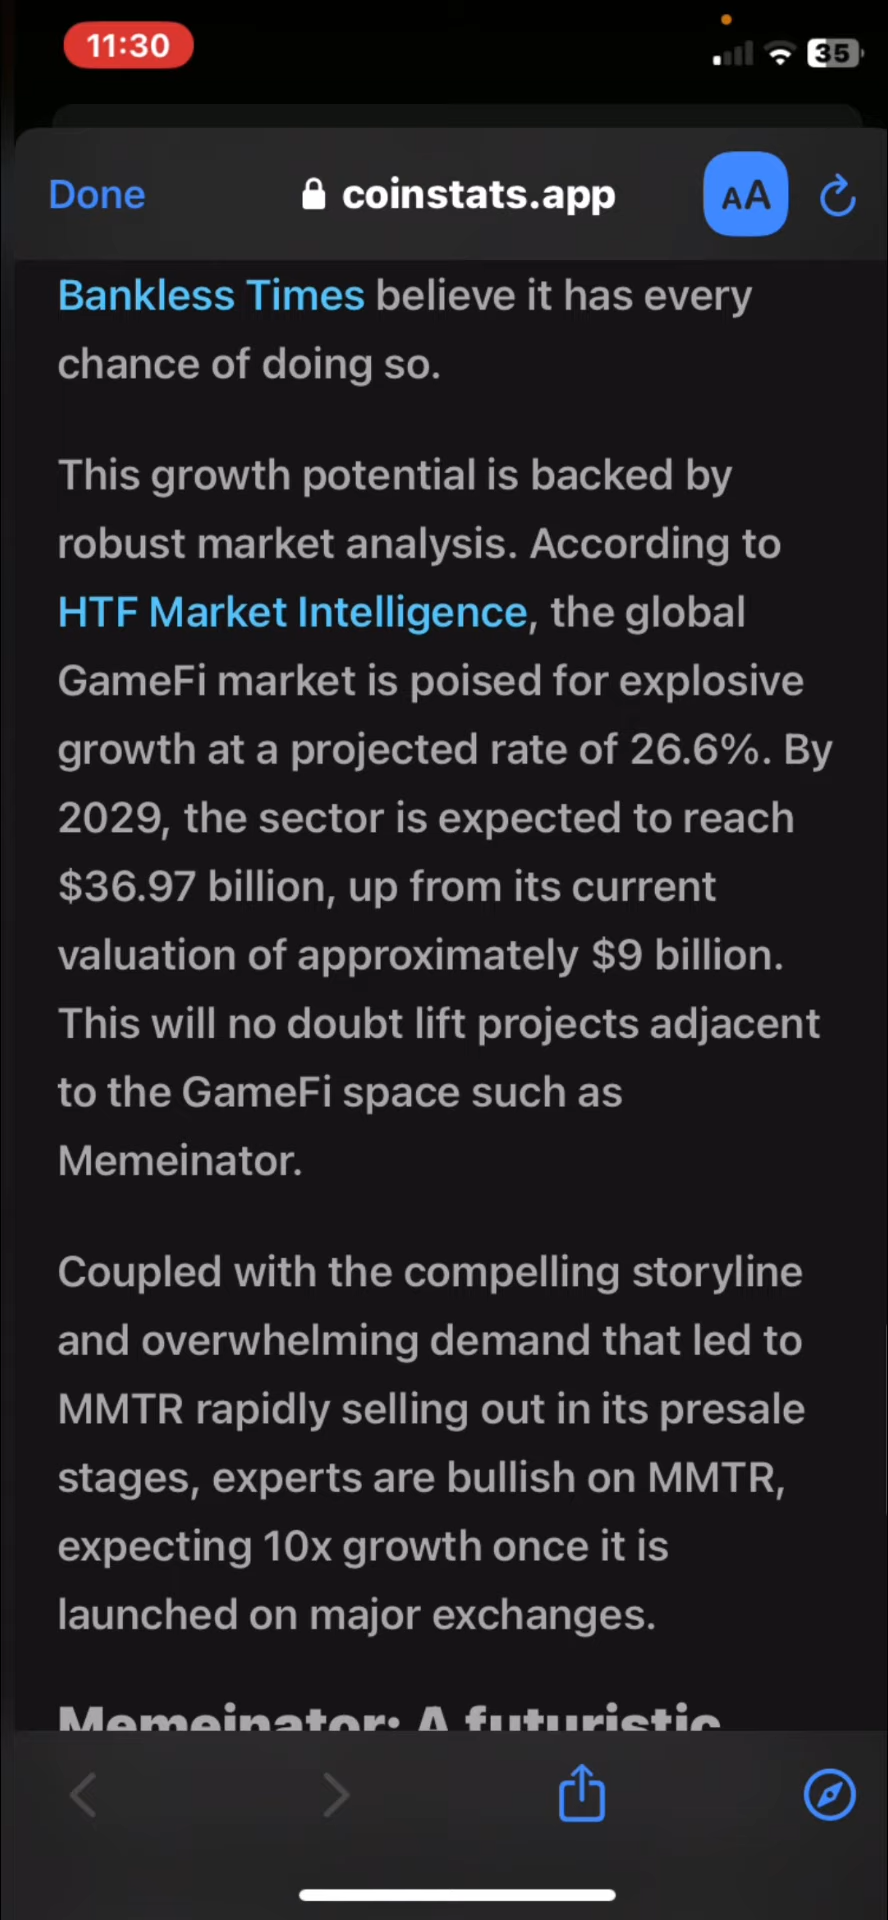 11:30
35
Done
coinstats.app
AA
Bankless Times believe it has every
chance of doing so.
This growth potential is backed by
robust market analysis. According to
HTF Market Intelligence, the global
GameFi market is poised for explosive
growth at a projected rate of 26.6%. By
2029, the sector is expected to reach
$36.97 billion, up from its current
valuation of approximately $9 billion.
This will no doubt lift projects adjacent
to the GameFi space such as
Memeinator.
Coupled with the compelling storyline
and overwhelming demand that led to
MMTR rapidly selling out in its presale
stages, experts are bullish on MMTR,
expecting 10x growth once it is
launched on major exchanges.
Memeinator: A futuristic